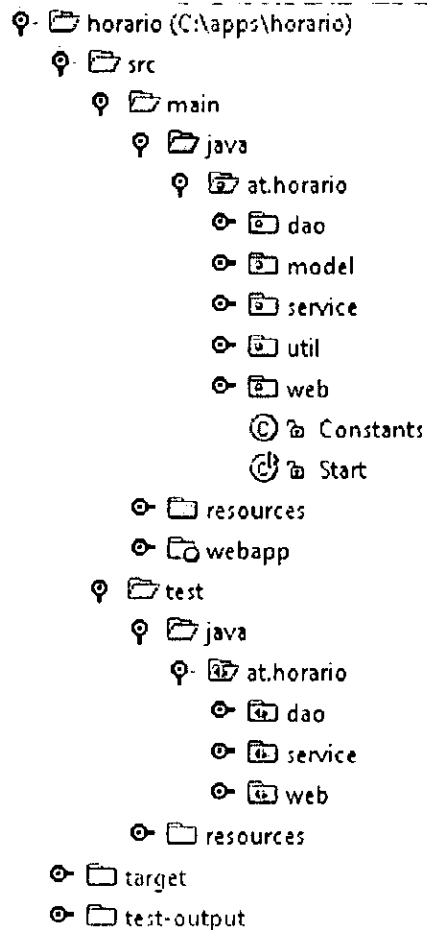 horario (C:\apps\horario)
src
main
java
at.horario
dao
model
service
util
web
Constants
Start
resources
webapp
test
java
at.horario
dao
service
web
resources
target
test-output